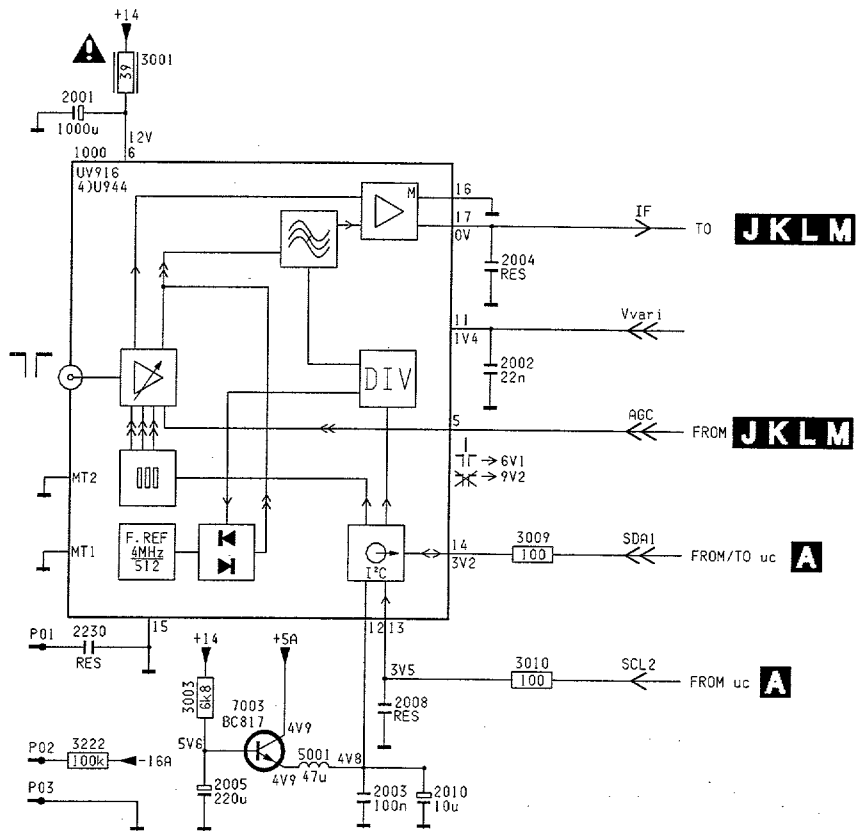 +14
3001
39
2001
1000u
12V
1000
6
UV916
4)U944
M
16
17
0V
IF
TO
JKLM
2004
RES
11
1V4
Vvari
2002
22n
DIV
5
AGC
FROM
JKLM
6V1
9V2
MT2
MT1
F.REF
4MHz
512
I²C
14
3V2
3009
100
SDA1
FROM/TO uc
A
15
12
13
P01
2230
RES
+14
+5A
3V5
3010
100
SCL2
FROM uc
A
3003
6k8
7003
BC817
2008
RES
4V9
5V6
P02
3222
100k
-16A
4V9
5001
47u
4V8
P03
2005
220u
2003
100n
2010
10u